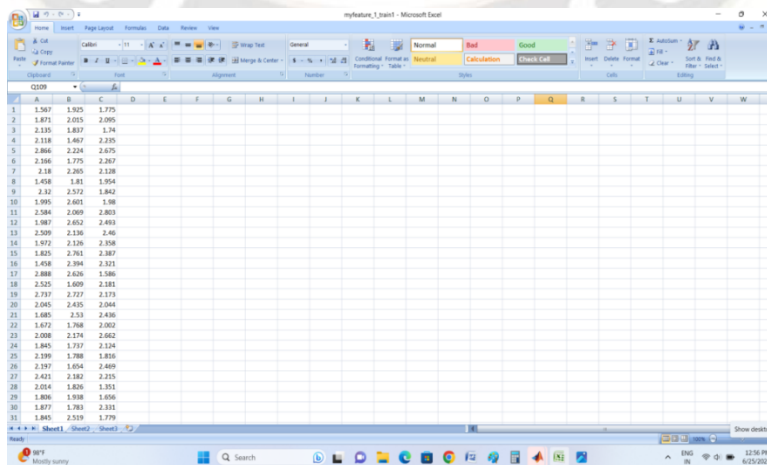 myfeature_1_train1 - Microsoft Excel
Home Insert Page Layout Formulas Data Review View
Cut Calibri 11 Wrap Text General Normal Bad Good AutoSum
Copy Fill
Paste Format Painter Merge & Center Conditional Formatting Format as Table Neutral Calculation Check Cell Insert Delete Format Clear Sort & Filter Find & Select
Clipboard Font Alignment Number Styles Cells Editing
Q109 fx
A B C D E F G H I J K L M N O P Q R S T U V W
1 1.567 1.925 1.775
2 1.871 2.015 2.095
3 2.135 1.837 1.74
4 2.118 1.467 2.235
5 2.866 2.224 2.675
6 2.166 1.775 2.267
7 2.18 2.265 2.128
8 1.458 1.81 1.954
9 2.32 2.572 1.842
10 1.995 2.601 1.98
11 2.584 2.069 2.803
12 1.987 2.652 2.493
13 2.509 2.136 2.46
14 1.972 2.126 2.358
15 1.825 2.761 2.387
16 1.458 2.394 2.321
17 2.888 2.626 1.586
18 2.525 1.609 2.181
19 2.737 2.727 2.173
20 2.045 2.435 2.044
21 1.685 2.53 2.436
22 1.672 1.768 2.002
23 2.008 2.174 2.662
24 1.845 1.737 2.124
25 2.199 1.788 1.816
26 2.197 1.654 2.469
27 2.421 2.182 2.215
28 2.014 1.826 1.351
29 1.806 1.938 1.656
30 1.877 1.783 2.331
31 1.845 2.519 1.779
Sheet1 Sheet2 Sheet3 Show deskt
Ready 100%
98°F Search ENG 12:56 PM
Mostly sunny IN 6/25/202